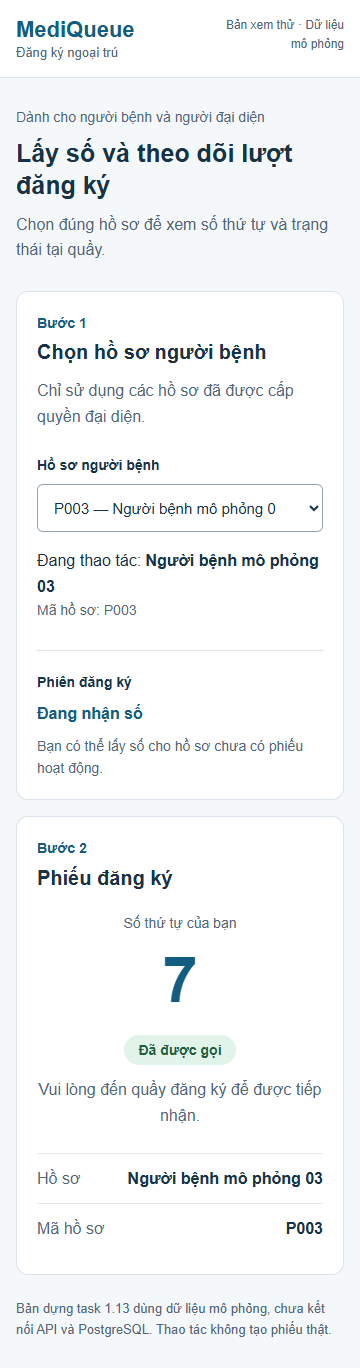 MediQueue
Đăng ký ngoại trú
Bản xem thử · Dữ liệu
mô phỏng
Dành cho người bệnh và người đại diện
Lấy số và theo dõi lượt
đăng ký
Chọn đúng hồ sơ để xem số thứ tự và trạng
thái tại quầy.
Bước 1
Chọn hồ sơ người bệnh
Chỉ sử dụng các hồ sơ đã được cấp
quyền đại diện.
Hồ sơ người bệnh
P003 — Người bệnh mô phỏng 0
Đang thao tác: Người bệnh mô phỏng
03
Mã hồ sơ: P003
Phiên đăng ký
Đang nhận số
Bạn có thể lấy số cho hồ sơ chưa có phiếu
hoạt động.
Bước 2
Phiếu đăng ký
Số thứ tự của bạn
7
Đã được gọi
Vui lòng đến quầy đăng ký để được tiếp
nhận.
Hồ sơ Người bệnh mô phỏng 03
Mã hồ sơ P003
Bản dựng task 1.13 dùng dữ liệu mô phỏng, chưa kết
nối API và PostgreSQL. Thao tác không tạo phiếu thật.